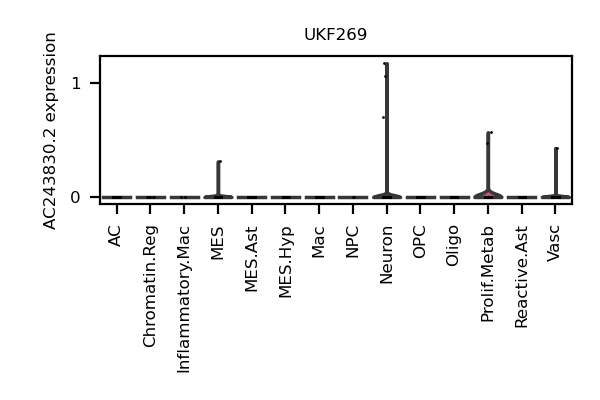 UKF269
AC243830.2 expression
1
0
AC
Chromatin.Reg
Inflammatory.Mac
MES
MES.Ast
MES.Hyp
Mac
NPC
Neuron
OPC
Oligo
Prolif.Metab
Reactive.Ast
Vasc